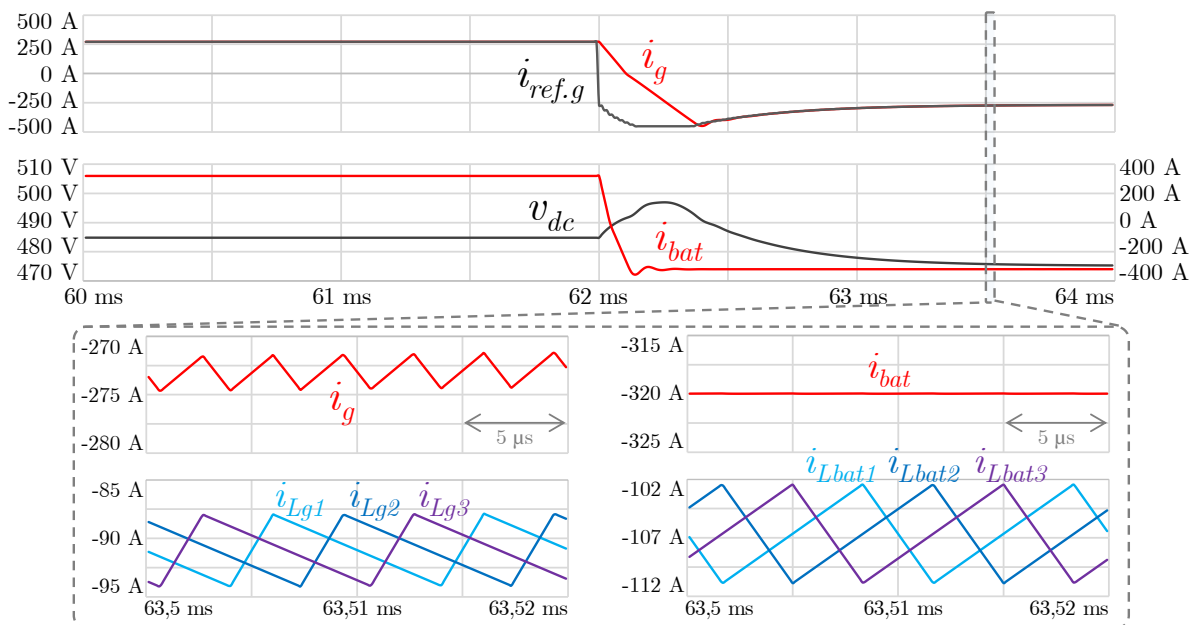 500 A
250 A
0 A
-250 A
-500 A
i_g
i_ref.g
510 V
500 V
490 V
480 V
470 V
400 A
200 A
0 A
-200 A
-400 A
v_dc
i_bat
60 ms 61 ms 62 ms 63 ms 64 ms
-270 A
-275 A
-280 A
i_g
5 µs
-315 A
-320 A
-325 A
i_bat
5 µs
-85 A
-90 A
-95 A
i_Lg1 i_Lg2 i_Lg3
63,5 ms 63,51 ms 63,52 ms
i_Lbat1 i_Lbat2 i_Lbat3
-102 A
-107 A
-112 A
63,5 ms 63,51 ms 63,52 ms